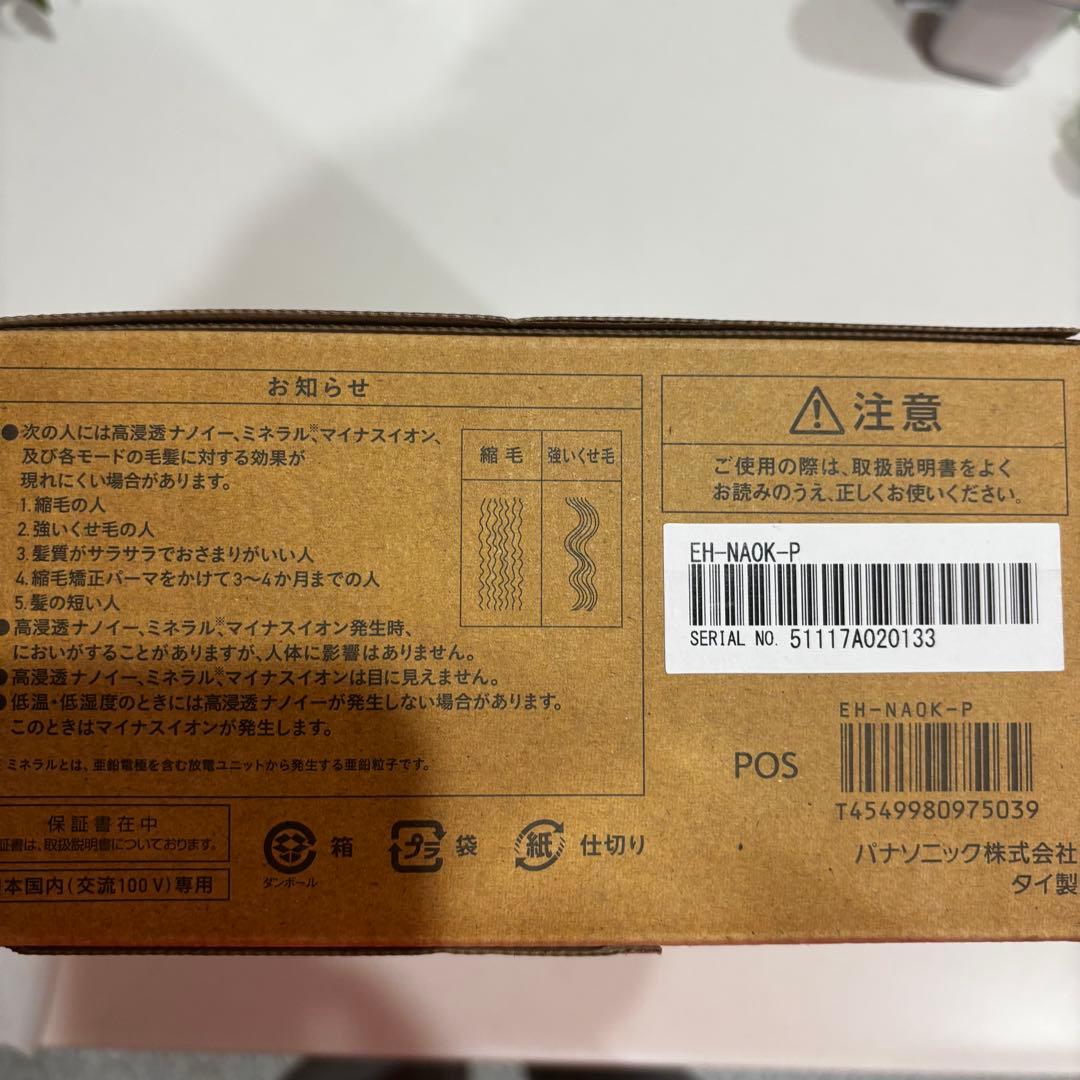 お知らせ
●次の人には高浸透ナノイー、ミネラル※、マイナスイオン、
及び各モードの毛髪に対する効果が
現れにくい場合があります。
1.縮毛の人
2.強いくせ毛の人
3.髪質がサラサラでおさまりがいい人
4.縮毛矯正パーマをかけて3〜4か月までの人
5.髪の短い人
縮毛
強いくせ毛
●高浸透ナノイー、ミネラル※、マイナスイオン発生時、
においがすることがありますが、人体に影響はありません。
●高浸透ナノイー、ミネラル※、マイナスイオンは目に見えません。
●低温・低湿度のときには高浸透ナノイーが発生しない場合があります。
このときはマイナスイオンが発生します。
ミネラルとは、亜鉛電極を含む放電ユニットから発生する亜鉛粒子です。
保証書在中
証書は、取扱説明書についております。
本国内(交流100V)専用
ダンボール
箱
プラ
袋
紙
仕切り
注意
ご使用の際は、取扱説明書をよく
お読みのうえ、正しくお使いください。
EH-NA0K-P
SERIAL NO. 51117A020133
EH-NA0K-P
POS
T4549980975039
パナソニック株式会社
タイ製